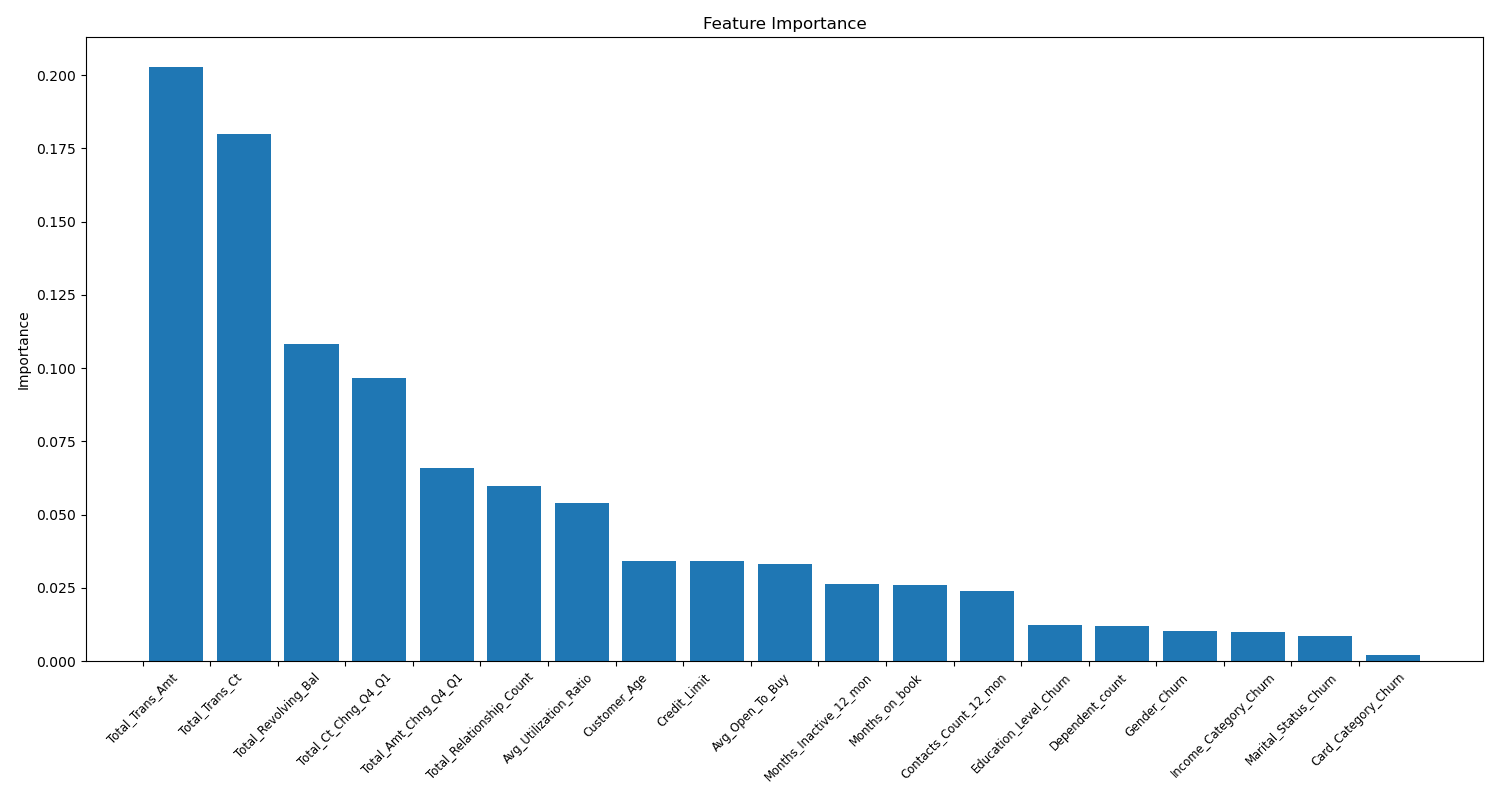 Feature Importance
Importance
0.200
0.175
0.150
0.125
0.100
0.075
0.050
0.025
0.000
Total_Trans_Amt
Total_Trans_Ct
Total_Revolving_Bal
Total_Ct_Chng_Q4_Q1
Total_Amt_Chng_Q4_Q1
Total_Relationship_Count
Avg_Utilization_Ratio
Customer_Age
Credit_Limit
Avg_Open_To_Buy
Months_Inactive_12_mon
Months_on_book
Contacts_Count_12_mon
Education_Level_Churn
Dependent_count
Gender_Churn
Income_Category_Churn
Marital_Status_Churn
Card_Category_Churn